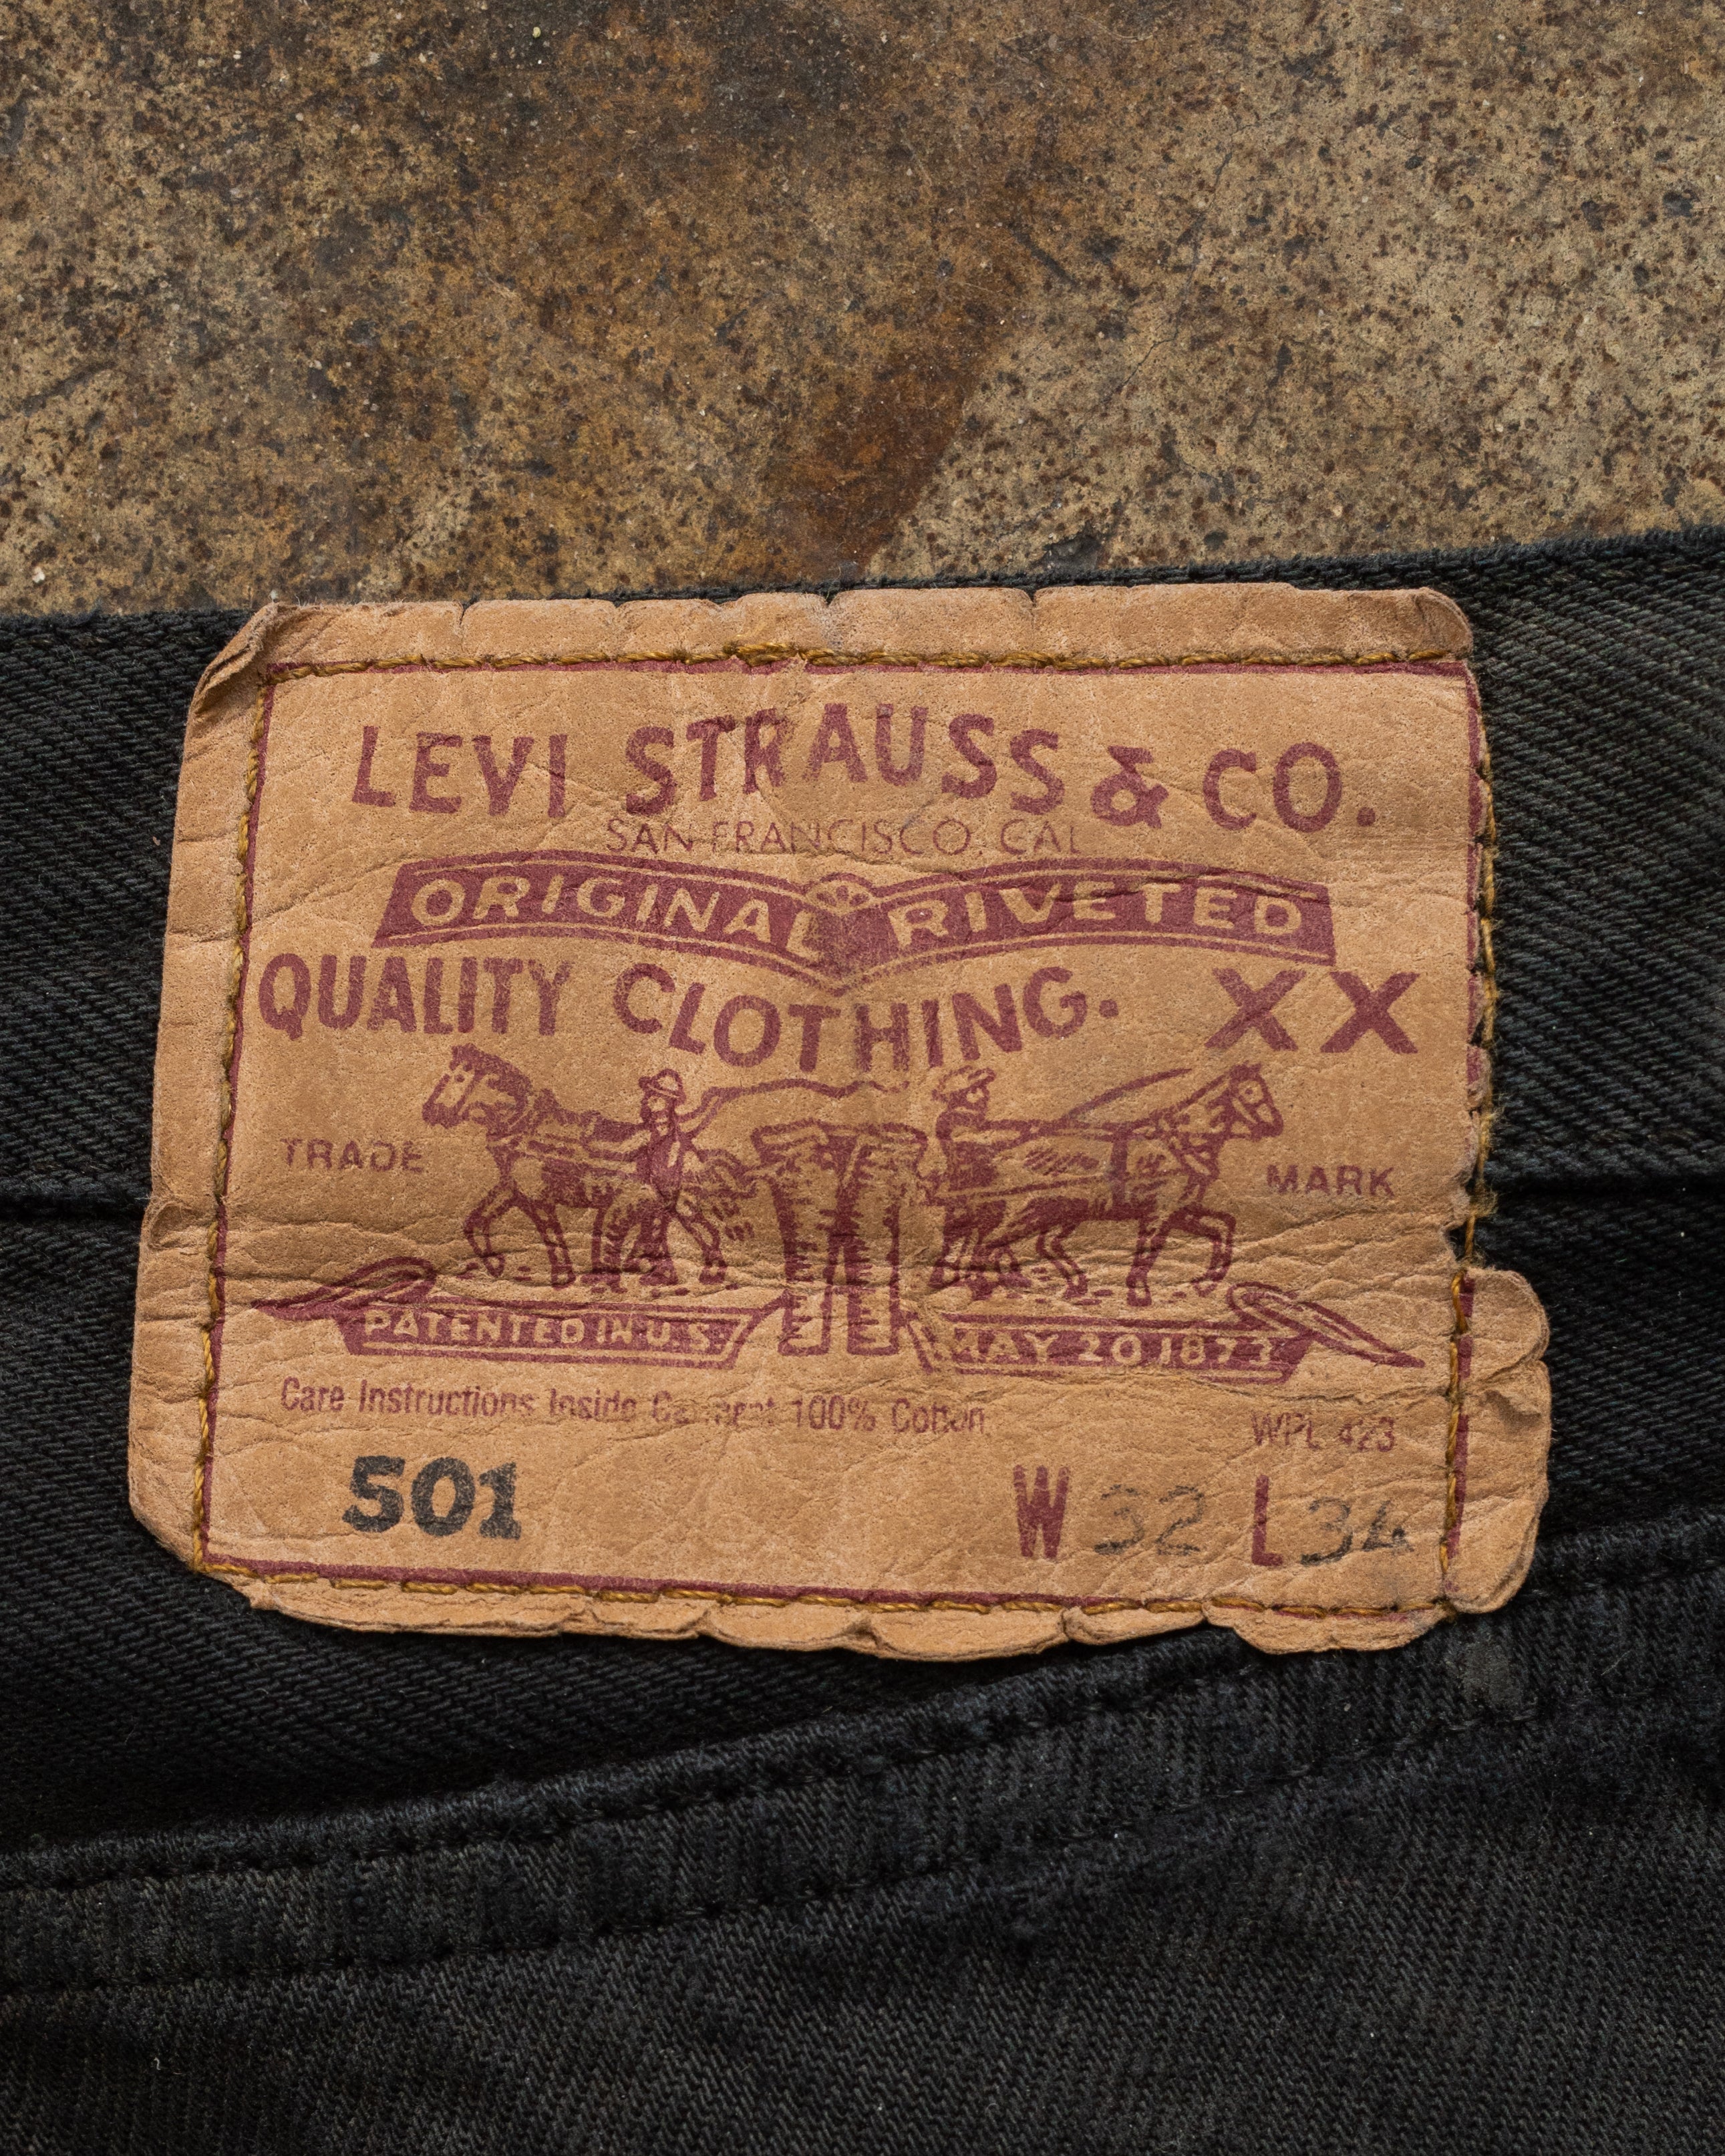 LEVI STRAUSS & CO.
SAN FRANCISCO, CAL
ORIGINAL RIVETED
QUALITY CLOTHING. XX
TRADE MARK
PATENTED IN U.S. MAY 20 1873
Care Instructions Inside Garment 100% Cotton
WPL 423
501 W 32 L 34